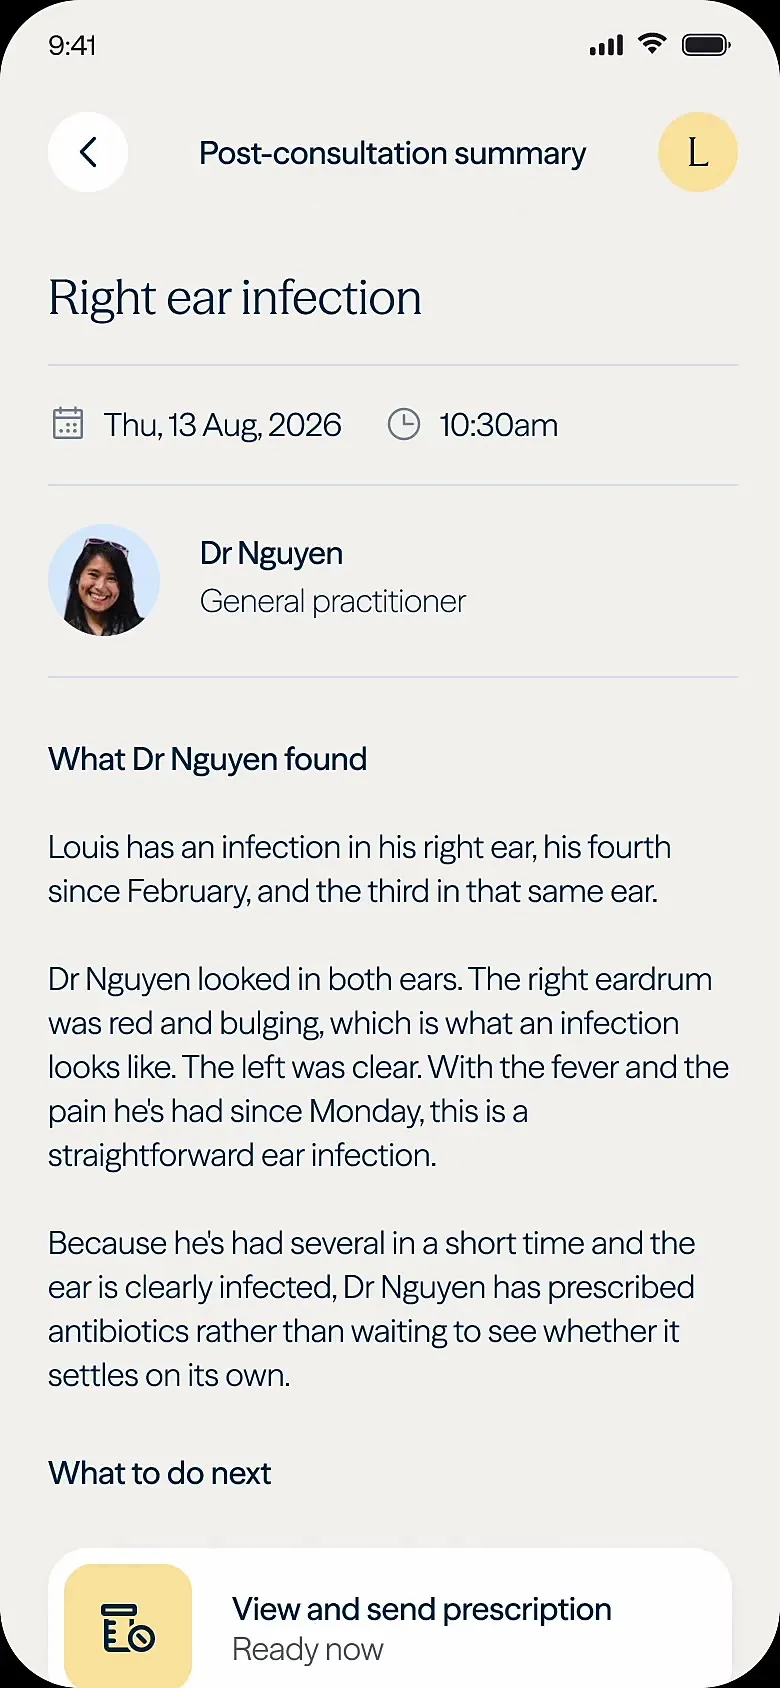 9:41
Post-consultation summary
L
Right ear infection
Thu, 13 Aug, 2026
10:30am
Dr Nguyen
General practitioner
What Dr Nguyen found
Louis has an infection in his right ear, his fourth
since February, and the third in that same ear.
Dr Nguyen looked in both ears. The right eardrum
was red and bulging, which is what an infection
looks like. The left was clear. With the fever and the
pain he's had since Monday, this is a
straightforward ear infection.
Because he's had several in a short time and the
ear is clearly infected, Dr Nguyen has prescribed
antibiotics rather than waiting to see whether it
settles on its own.
What to do next
View and send prescription
Ready now